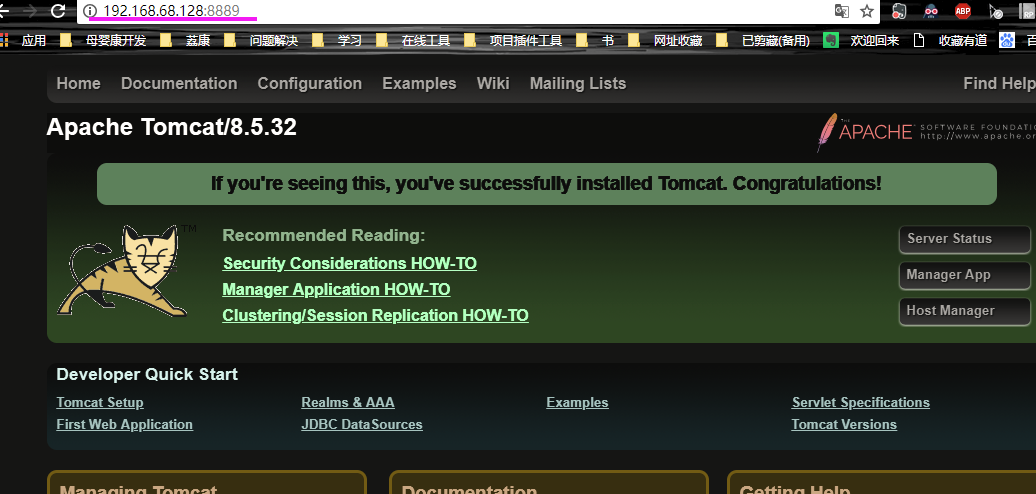 192.168.68.128:8889
ABP
应用 母婴康开发 荔康 问题解决 学习 在线工具 项目插件工具 书 网址收藏 已剪藏(备用) 欢迎回来 收藏有道 百
Home Documentation Configuration Examples Wiki Mailing Lists Find Help
Apache Tomcat/8.5.32
THE APACHE SOFTWARE FOUNDATIO
http://www.apache.or
If you're seeing this, you've successfully installed Tomcat. Congratulations!
TM
Recommended Reading:
Security Considerations HOW-TO
Manager Application HOW-TO
Clustering/Session Replication HOW-TO
Server Status
Manager App
Host Manager
Developer Quick Start
Tomcat Setup Realms & AAA Examples Servlet Specifications
First Web Application JDBC DataSources Tomcat Versions
Managing Tomcat Documentation Getting Help